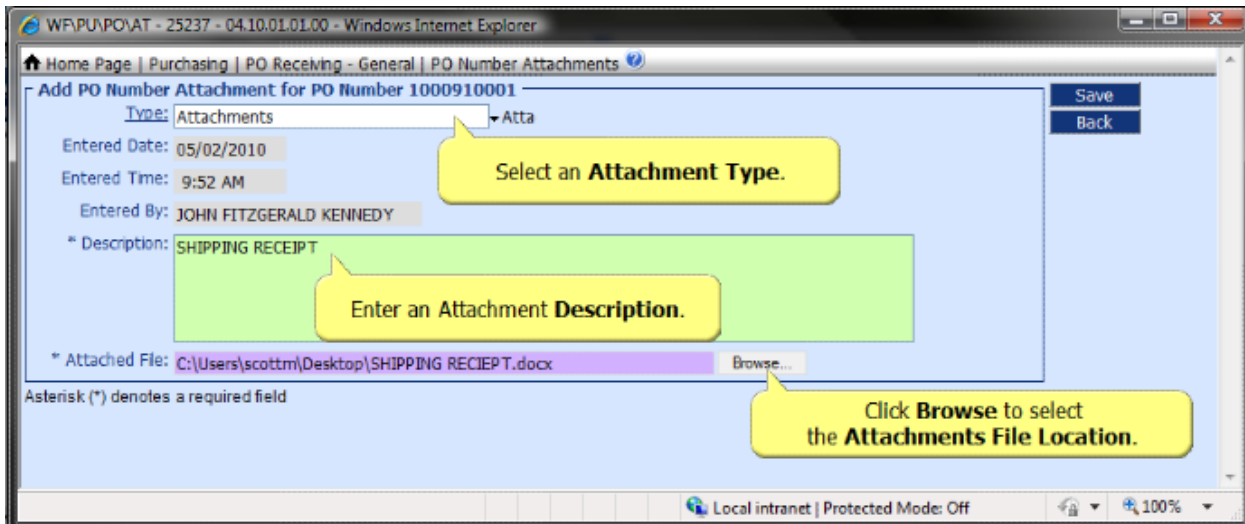 WF\PU\PO\AT - 25237 - 04.10.01.01.00 - Windows Internet Explorer
Home Page | Purchasing | PO Receiving - General | PO Number Attachments
Add PO Number Attachment for PO Number 1000910001
Save
Type: Attachments Atta
Back
Entered Date: 05/02/2010
Select an Attachment Type.
Entered Time: 9:52 AM
Entered By: JOHN FITZGERALD KENNEDY
* Description: SHIPPING RECEIPT
Enter an Attachment Description.
* Attached File: C:\Users\scottm\Desktop\SHIPPING RECIEPT.docx Browse...
Asterisk (*) denotes a required field
Click Browse to select
the Attachments File Location.
Local intranet | Protected Mode: Off 100%